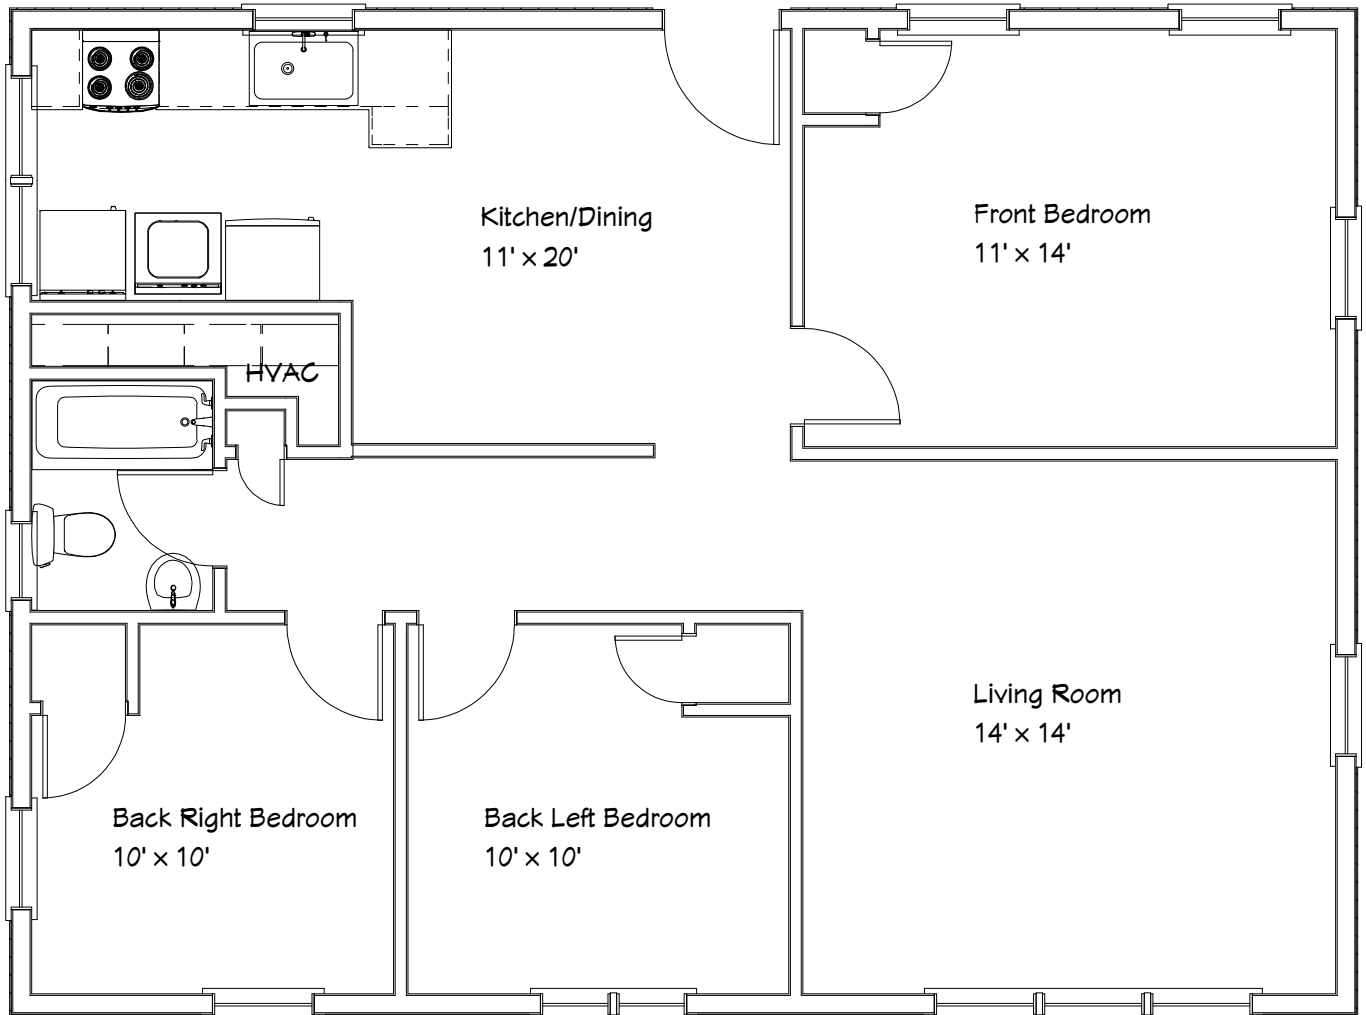 Kitchen/Dining
11' x 20'
Front Bedroom
11' x 14'
HVAC
Living Room
14' x 14'
Back Right Bedroom
10' x 10'
Back Left Bedroom
10' x 10'